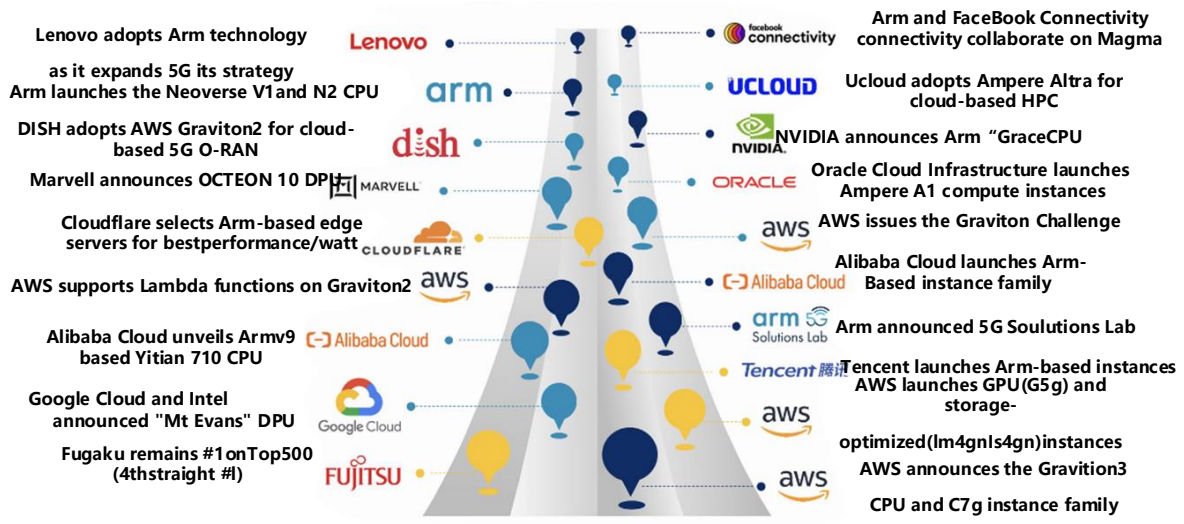 Lenovo adopts Arm technology
as it expands 5G its strategy
Lenovo
Arm launches the Neoverse V1and N2 CPU
arm
DISH adopts AWS Graviton2 for cloud-
based 5G O-RAN
dish
Marvell announces OCTEON 10 DPU
MARVELL
Cloudflare selects Arm-based edge
servers for bestperformance/watt
CLOUDFLARE
AWS supports Lambda functions on Graviton2
aws
Alibaba Cloud unveils Armv9
based Yitian 710 CPU
Alibaba Cloud
Google Cloud and Intel
announced "Mt Evans" DPU
Google Cloud
Fugaku remains #1onTop500
(4thstraight #l)
FUJITSU
facebook
connectivity
Arm and FaceBook Connectivity
connectivity collaborate on Magma
UCLOUD
Ucloud adopts Ampere Altra for
cloud-based HPC
NVIDIA.
NVIDIA announces Arm “GraceCPU
ORACLE
Oracle Cloud Infrastructure launches
Ampere A1 compute instances
aws
AWS issues the Graviton Challenge
Alibaba Cloud
Alibaba Cloud launches Arm-
Based instance family
arm 5G
Solutions Lab
Arm announced 5G Soulutions Lab
Tencent 腾讯
Tencent launches Arm-based instances
aws
AWS launches GPU(G5g) and
storage-
optimized(lm4gnIs4gn)instances
aws
AWS announces the Gravition3
CPU and C7g instance family